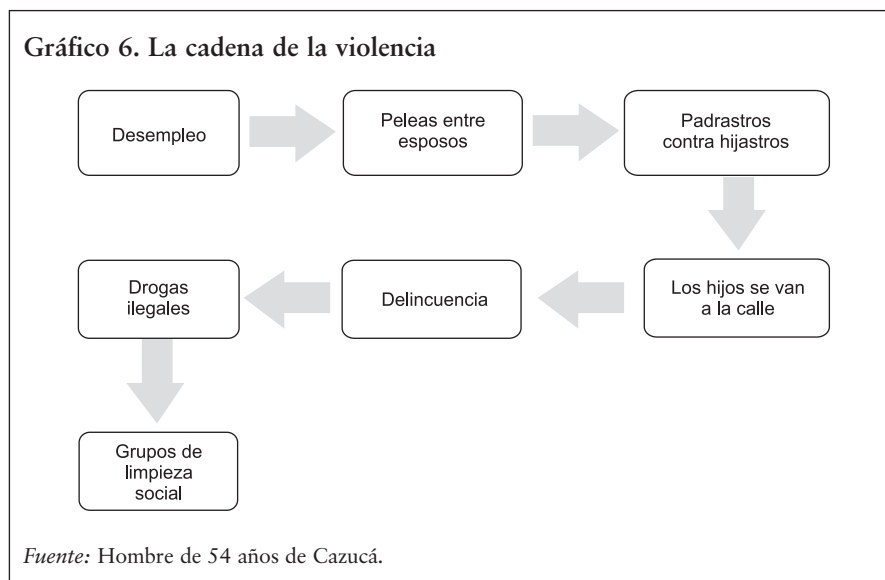 Gráfico 6. La cadena de la violencia
Desempleo
Peleas entre
esposos
Padrastros
contra hijastros
Los hijos se van
a la calle
Delincuencia
Drogas
ilegales
Grupos de
limpieza
social
Fuente: Hombre de 54 años de Cazucá.